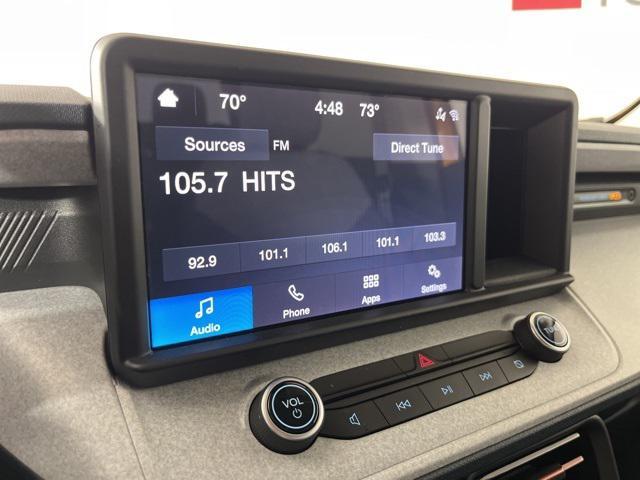 70° 4:48 73°
Sources FM Direct Tune
105.7 HITS
92.9 101.1 106.1 101.1 103.3
Audio Phone Apps Settings
VOL